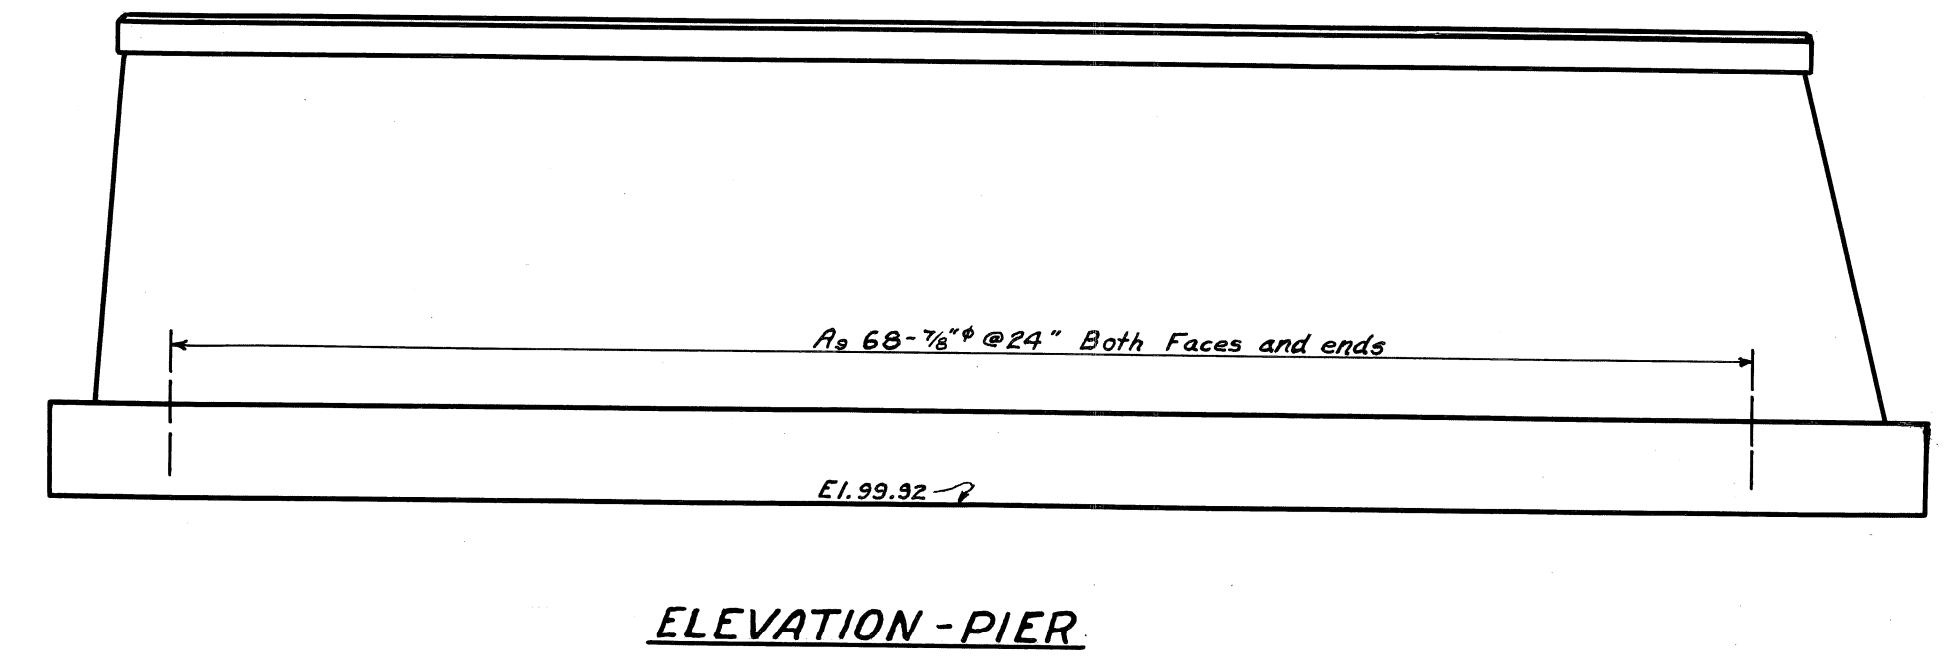 A9 68-7/8"ϕ @24" Both Faces and ends
El. 99.92
ELEVATION - PIER